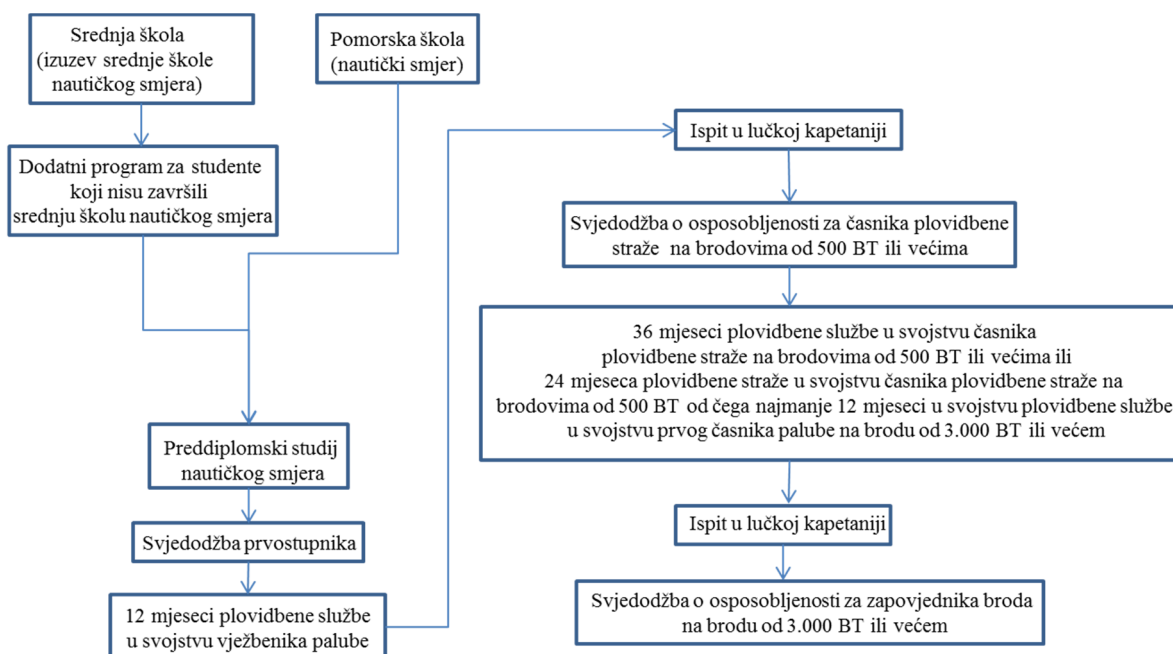 Srednja škola
(izuzev srednje škole
nautičkog smjera)
Pomorska škola
(nautički smjer)
Dodatni program za studente
koji nisu završili
srednju školu nautičkog smjera
Preddiplomski studij
nautičkog smjera
Svjedodžba prvostupnika
12 mjeseci plovidbene službe
u svojstvu vježbenika palube
Ispit u lučkoj kapetaniji
Svjedodžba o osposobljenosti za časnika plovidbene
straže na brodovima od 500 BT ili većima
36 mjeseci plovidbene službe u svojstvu časnika
plovidbene straže na brodovima od 500 BT ili većima ili
24 mjeseca plovidbene straže u svojstvu časnika plovidbene straže na
brodovima od 500 BT od čega najmanje 12 mjeseci u svojstvu plovidbene službe
u svojstvu prvog časnika palube na brodu od 3.000 BT ili većem
Ispit u lučkoj kapetaniji
Svjedodžba o osposobljenosti za zapovjednika broda
na brodu od 3.000 BT ili većem